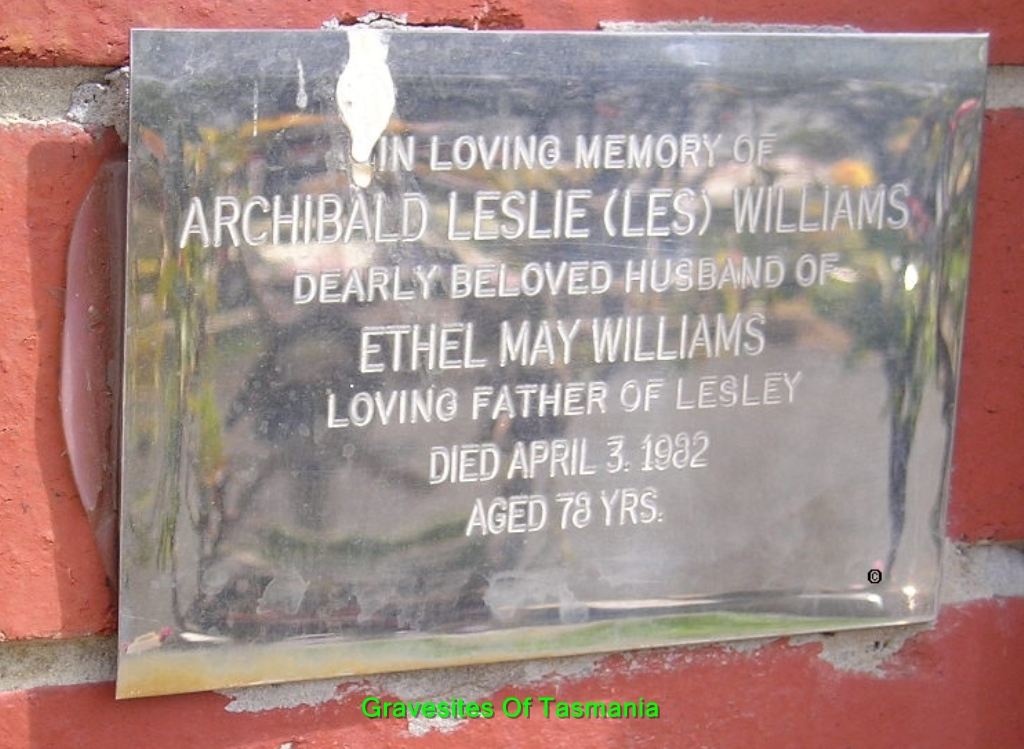 IN LOVING MEMORY OF
ARCHIBALD LESLIE (LES) WILLIAMS
DEARLY BELOVED HUSBAND OF
ETHEL MAY WILLIAMS
LOVING FATHER OF LESLEY
DIED APRIL 3. 1982
AGED 78 YRS.
©
Gravesites Of Tasmania